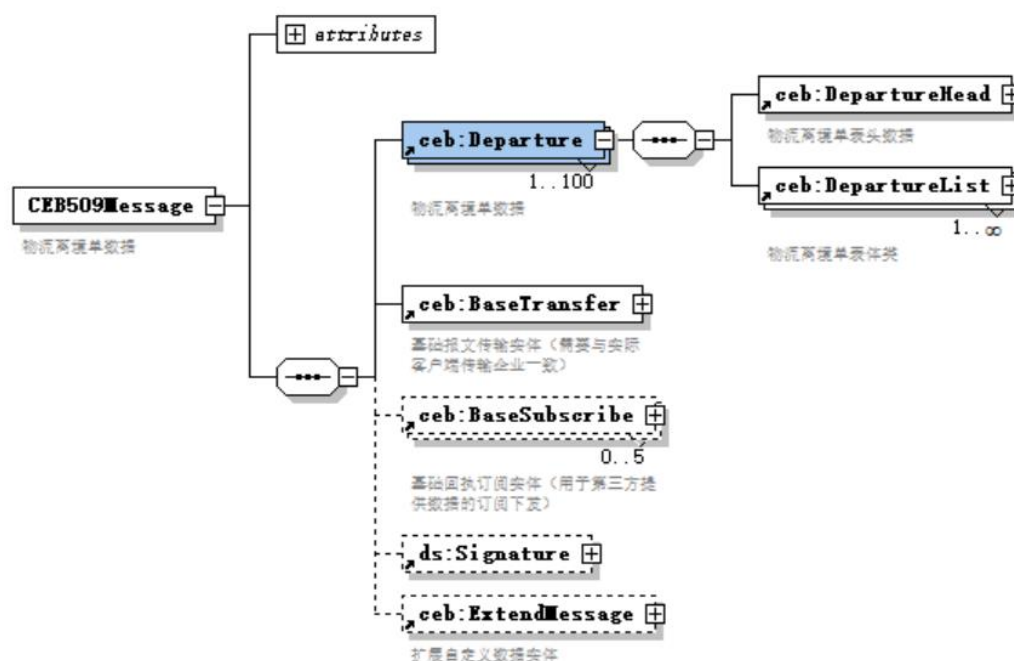 attributes
ceb:DepartureHead
物流离境单表头数据
ceb:Departure
1..100
物流离境单数据
ceb:DepartureList
1..∞
物流离境单表体类
CEB509Message
物流离境单数据
ceb:BaseTransfer
基础报文传输实体（需要与实际
客户端传输企业一致）
ceb:BaseSubscribe
0..5
基础回执订阅实体（用于第三方提
供数据的订阅下发）
ds:Signature
ceb:ExtendMessage
扩展自定义数据实体